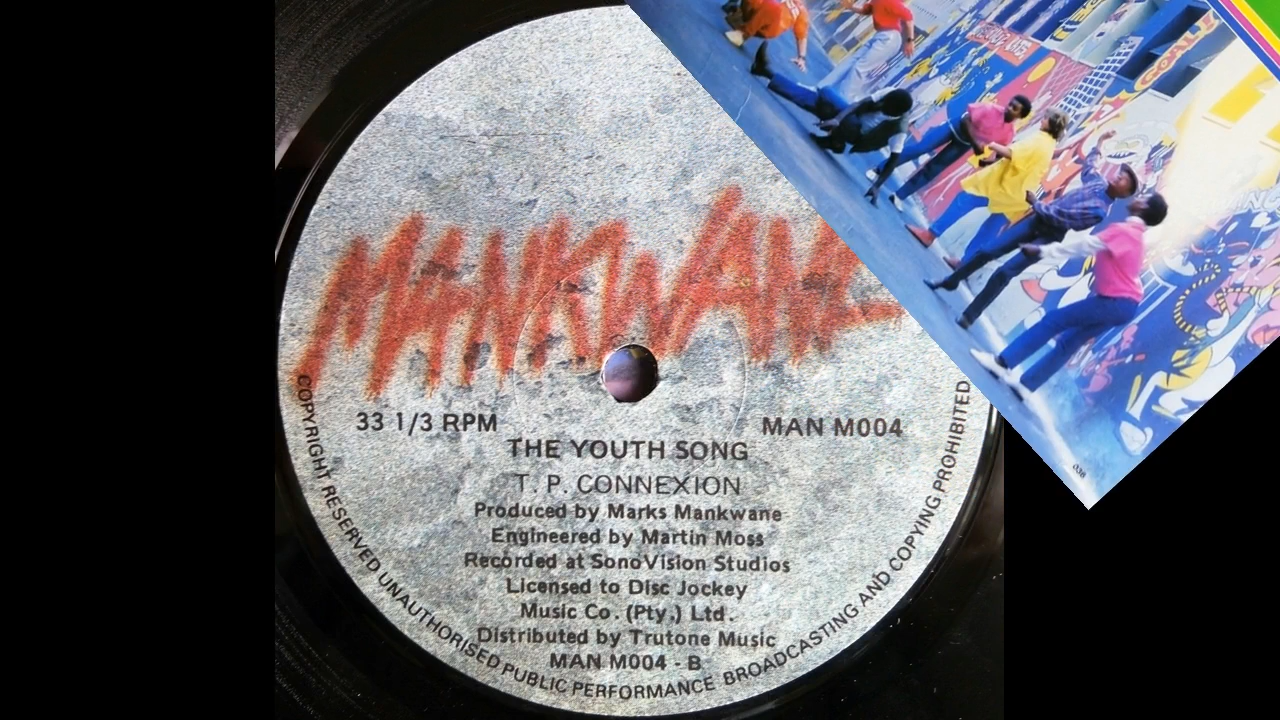 MANKWANE
33 1/3 RPM
MAN M004
THE YOUTH SONG
T. P. CONNEXION
Produced by Marks Mankwane
Engineered by Martin Moss
Recorded at SonoVision Studios
Licensed to Disc Jockey
Music Co. (Pty.) Ltd.
Distributed by Trutone Music
MAN M004 - B
COPYRIGHT RESERVED UNAUTHORISED PUBLIC PERFORMANCE BROADCASTING AND COPYING PROHIBITED
GOAL!